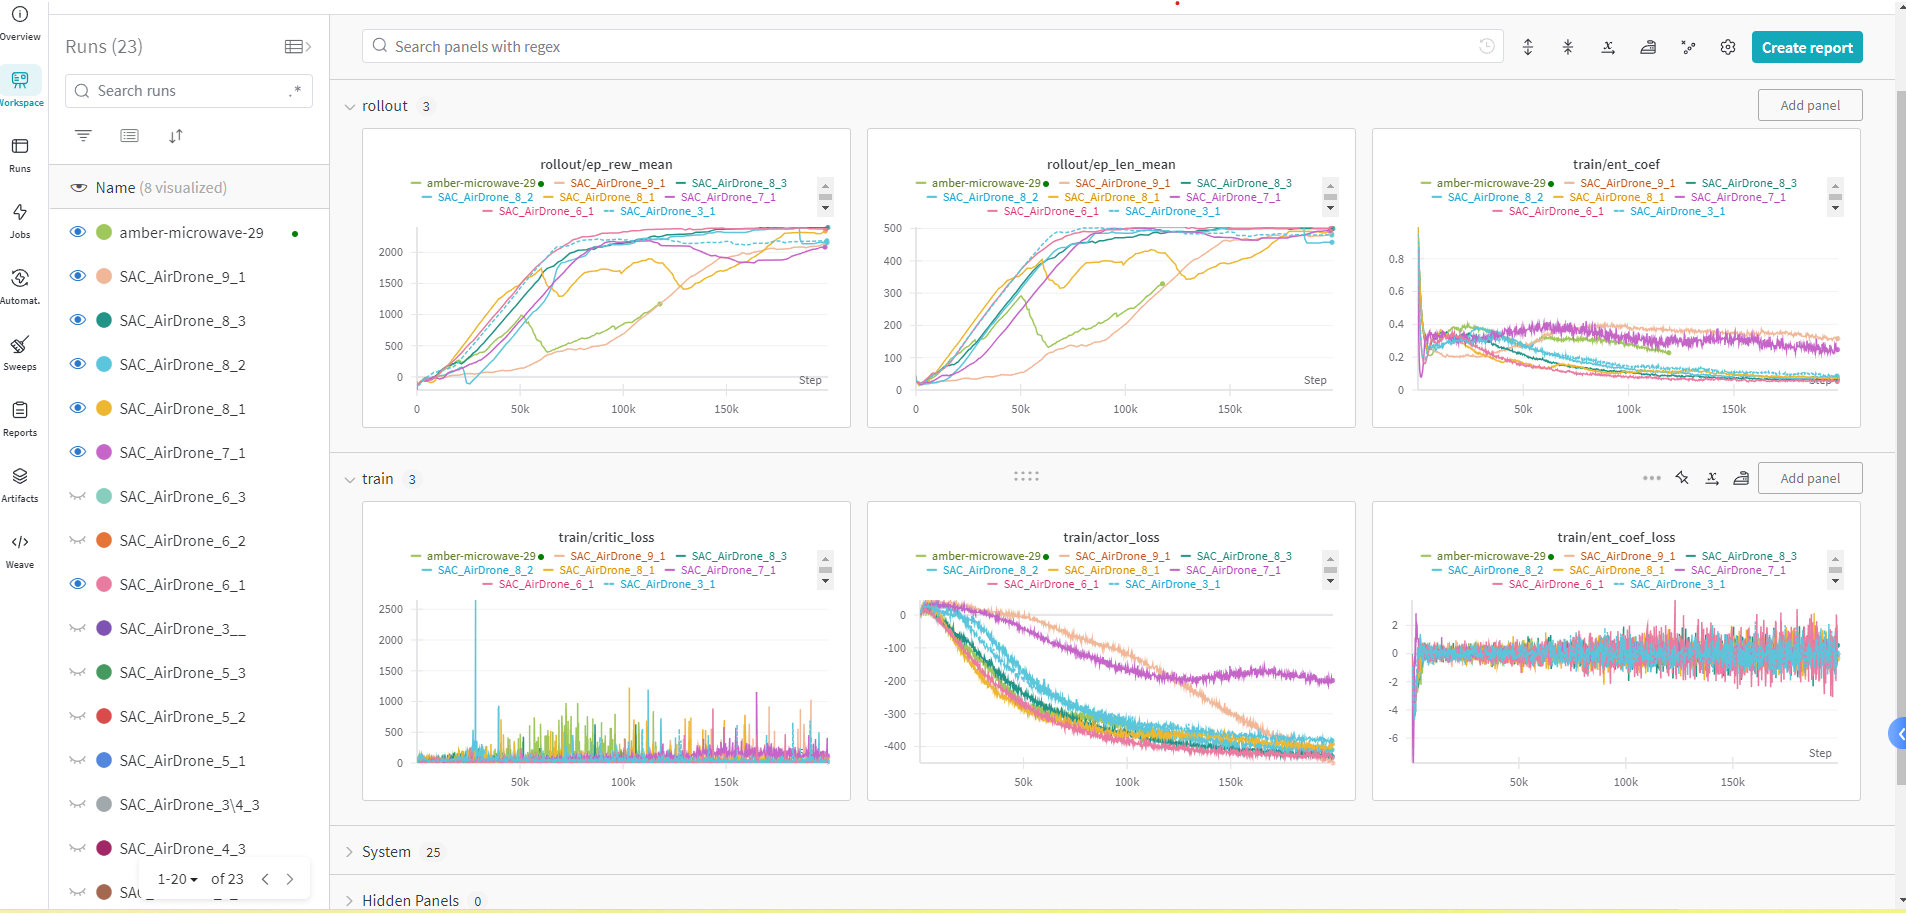 Overview
Workspace
Runs
Jobs
Automat.
Sweeps
Reports
Artifacts
Weave
Runs (23)
Search runs
.*
Name (8 visualized)
amber-microwave-29
SAC_AirDrone_9_1
SAC_AirDrone_8_3
SAC_AirDrone_8_2
SAC_AirDrone_8_1
SAC_AirDrone_7_1
SAC_AirDrone_6_3
SAC_AirDrone_6_2
SAC_AirDrone_6_1
SAC_AirDrone_3__
SAC_AirDrone_5_3
SAC_AirDrone_5_2
SAC_AirDrone_5_1
SAC_AirDrone_3\4_3
SAC_AirDrone_4_3
1-20 of 23
Search panels with regex
Create report
rollout 3
Add panel
rollout/ep_rew_mean
amber-microwave-29 SAC_AirDrone_9_1 SAC_AirDrone_8_3
SAC_AirDrone_8_2 SAC_AirDrone_8_1 SAC_AirDrone_7_1
SAC_AirDrone_6_1 SAC_AirDrone_3_1
2000
1500
1000
500
0
Step
0 50k 100k 150k
rollout/ep_len_mean
amber-microwave-29 SAC_AirDrone_9_1 SAC_AirDrone_8_3
SAC_AirDrone_8_2 SAC_AirDrone_8_1 SAC_AirDrone_7_1
SAC_AirDrone_6_1 SAC_AirDrone_3_1
500
400
300
200
100
0
Step
0 50k 100k 150k
train/ent_coef
amber-microwave-29 SAC_AirDrone_9_1 SAC_AirDrone_8_3
SAC_AirDrone_8_2 SAC_AirDrone_8_1 SAC_AirDrone_7_1
SAC_AirDrone_6_1 SAC_AirDrone_3_1
0.8
0.6
0.4
0.2
0
Step
50k 100k 150k
train 3
Add panel
train/critic_loss
amber-microwave-29 SAC_AirDrone_9_1 SAC_AirDrone_8_3
SAC_AirDrone_8_2 SAC_AirDrone_8_1 SAC_AirDrone_7_1
SAC_AirDrone_6_1 SAC_AirDrone_3_1
2500
2000
1500
1000
500
0
50k 100k 150k
train/actor_loss
amber-microwave-29 SAC_AirDrone_9_1 SAC_AirDrone_8_3
SAC_AirDrone_8_2 SAC_AirDrone_8_1 SAC_AirDrone_7_1
SAC_AirDrone_6_1 SAC_AirDrone_3_1
0
-100
-200
-300
-400
50k 100k 150k
train/ent_coef_loss
amber-microwave-29 SAC_AirDrone_9_1 SAC_AirDrone_8_3
SAC_AirDrone_8_2 SAC_AirDrone_8_1 SAC_AirDrone_7_1
SAC_AirDrone_6_1 SAC_AirDrone_3_1
2
0
-2
-4
-6
Step
50k 100k 150k
System 25
Hidden Panels 0